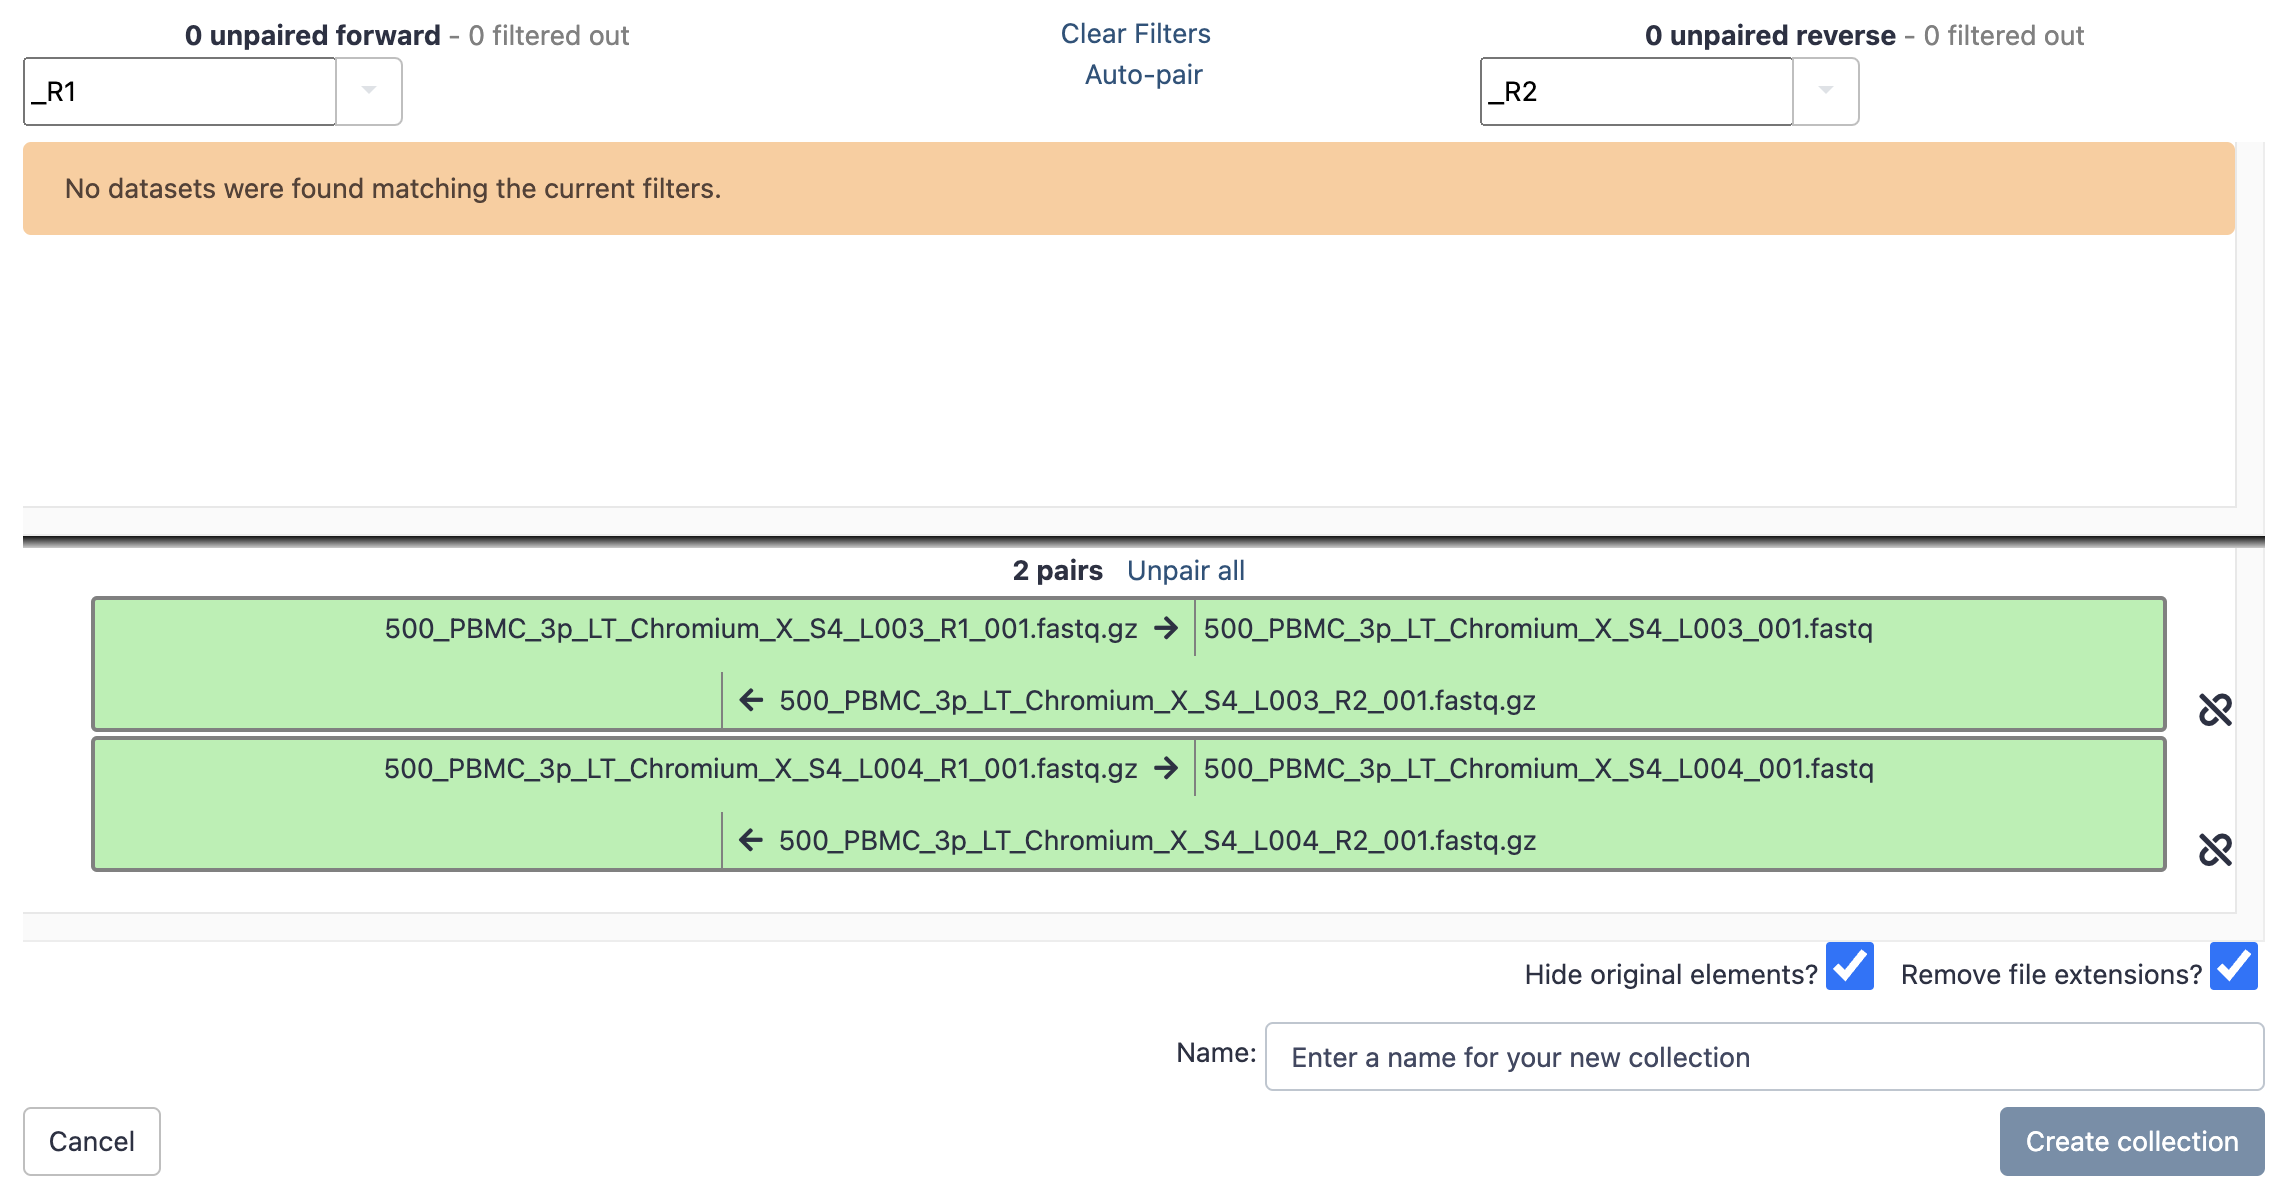 0 unpaired forward - 0 filtered out
Clear Filters
0 unpaired reverse - 0 filtered out
Auto-pair
_R1
_R2
No datasets were found matching the current filters.
2 pairs Unpair all
500_PBMC_3p_LT_Chromium_X_S4_L003_R1_001.fastq.gz → 500_PBMC_3p_LT_Chromium_X_S4_L003_001.fastq
← 500_PBMC_3p_LT_Chromium_X_S4_L003_R2_001.fastq.gz
500_PBMC_3p_LT_Chromium_X_S4_L004_R1_001.fastq.gz → 500_PBMC_3p_LT_Chromium_X_S4_L004_001.fastq
← 500_PBMC_3p_LT_Chromium_X_S4_L004_R2_001.fastq.gz
Hide original elements? Remove file extensions?
Name: Enter a name for your new collection
Cancel
Create collection